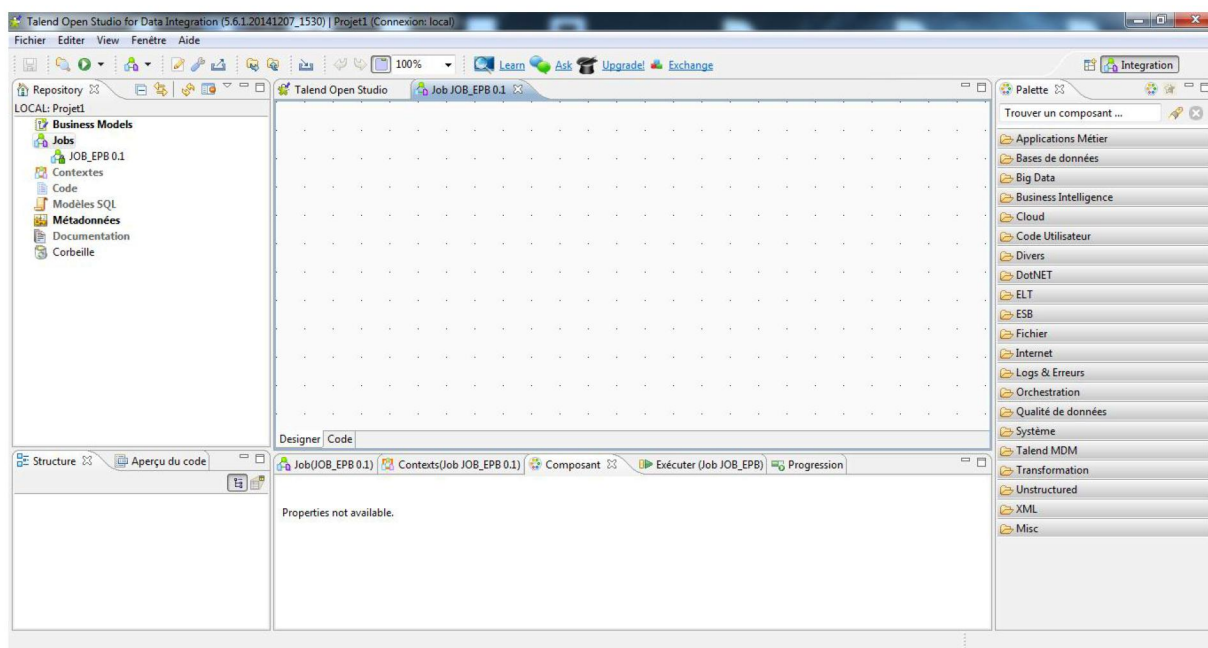 Talend Open Studio for Data Integration (5.6.1.20141207_1530) | Projet1 (Connexion: local)
Fichier Editer View Fenêtre Aide
100% Learn Ask Upgrade! Exchange Integration
Repository
LOCAL: Projet1
Business Models
Jobs
JOB_EPB 0.1
Contextes
Code
Modèles SQL
Métadonnées
Documentation
Corbeille
Talend Open Studio Job JOB_EPB 0.1
Designer Code
Palette
Trouver un composant ...
Applications Métier
Bases de données
Big Data
Business Intelligence
Cloud
Code Utilisateur
Divers
DotNET
ELT
ESB
Fichier
Internet
Logs & Erreurs
Orchestration
Qualité de données
Système
Talend MDM
Transformation
Unstructured
XML
Misc
Structure Aperçu du code
Job(JOB_EPB 0.1) Contexts(Job JOB_EPB 0.1) Composant Exécuter (Job JOB_EPB) Progression
Properties not available.